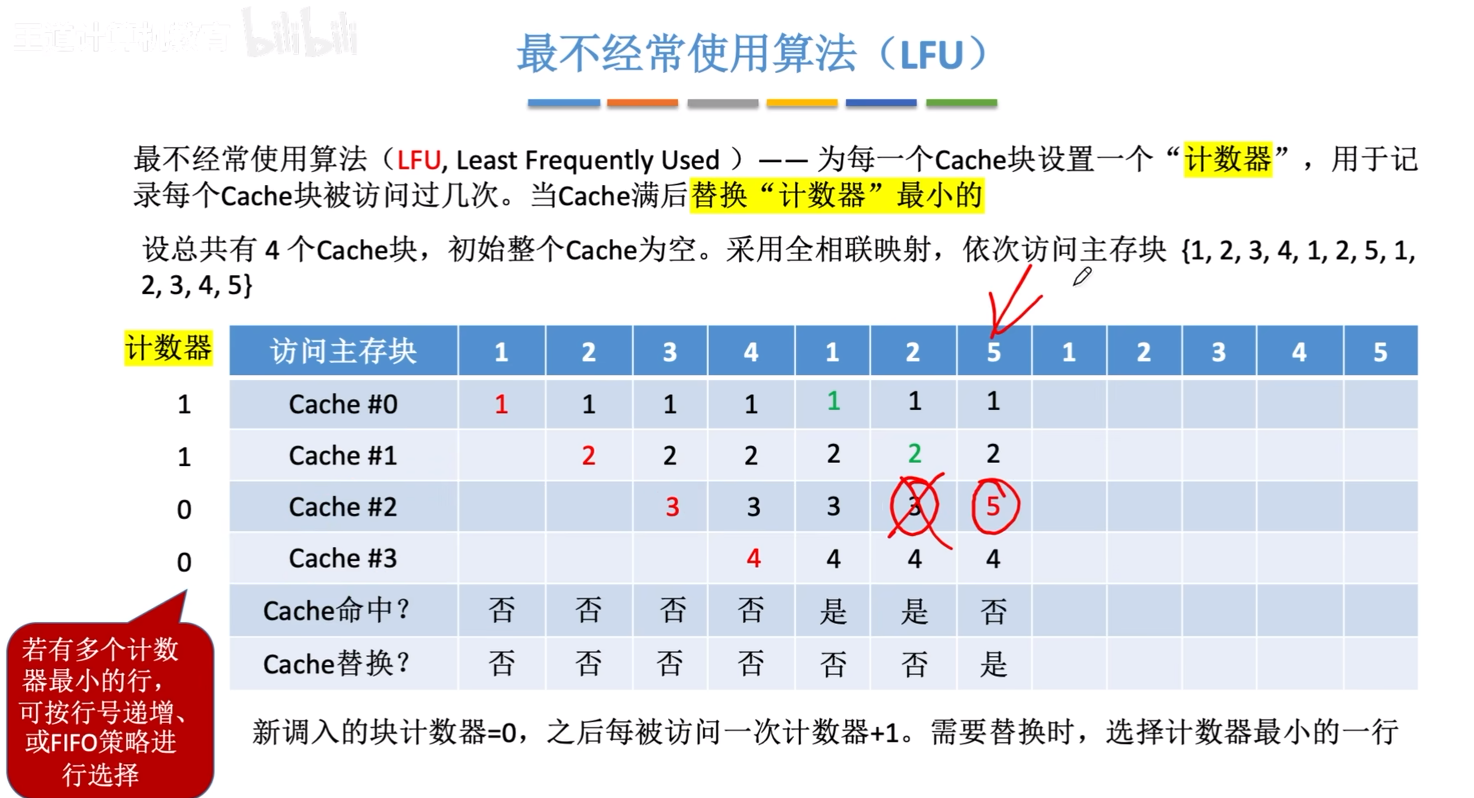 王道计算机教育 bilibili
最不经常使用算法（LFU）
最不经常使用算法（LFU, Least Frequently Used ）—— 为每一个Cache块设置一个“计数器”，用于记
录每个Cache块被访问过几次。当Cache满后替换“计数器”最小的
设总共有 4 个Cache块，初始整个Cache为空。采用全相联映射，依次访问主存块 {1, 2, 3, 4, 1, 2, 5, 1,
2, 3, 4, 5}
计数器 访问主存块 1 2 3 4 1 2 5 1 2 3 4 5
1 Cache #0 1 1 1 1 1 1 1
1 Cache #1 2 2 2 2 2 2
0 Cache #2 3 3 3 3 5
0 Cache #3 4 4 4 4
Cache命中？ 否 否 否 否 是 是 否
Cache替换？ 否 否 否 否 否 否 是
若有多个计数
器最小的行，
可按行号递增、
或FIFO策略进
行选择
新调入的块计数器=0，之后每被访问一次计数器+1。需要替换时，选择计数器最小的一行